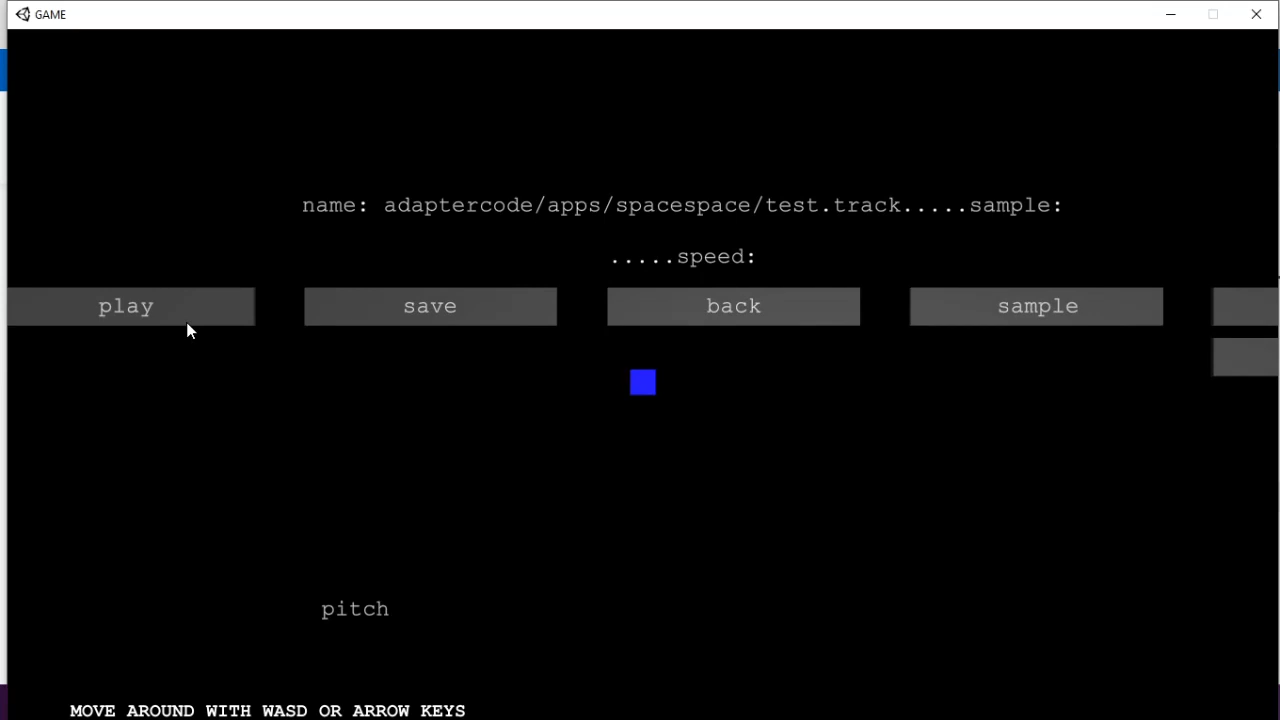 GAME
name: adaptercode/apps/spacespace/test.track.....sample:
.....speed:
play save back sample
pitch
MOVE AROUND WITH WASD OR ARROW KEYS